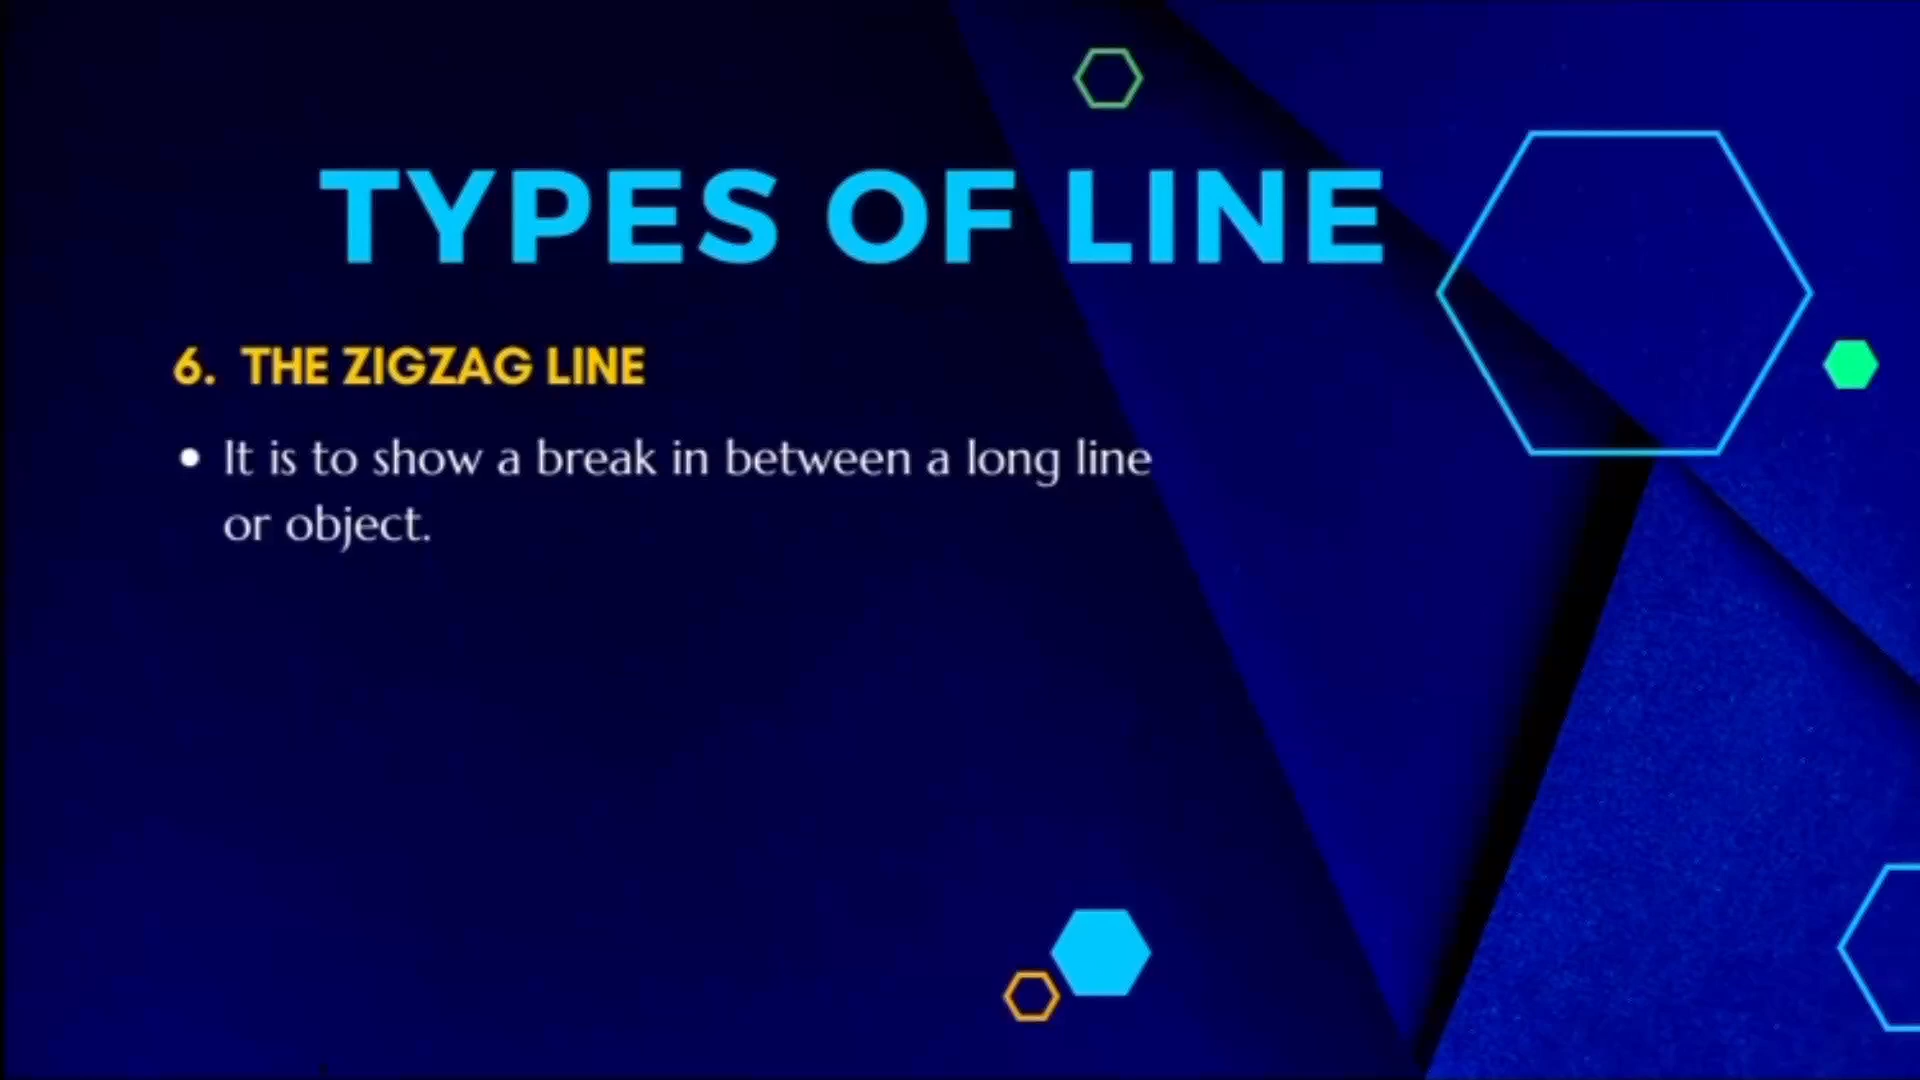 TYPES OF LINE
6. THE ZIGZAG LINE
• It is to show a break in between a long line
or object.